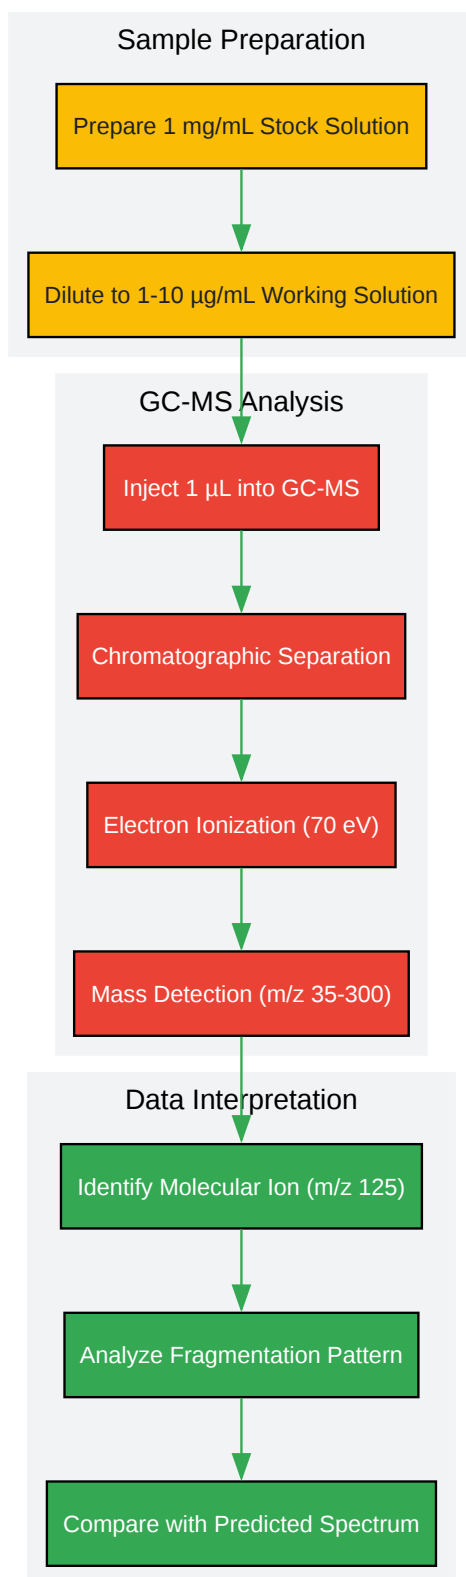 Sample Preparation
Prepare 1 mg/mL Stock Solution
Dilute to 1-10 µg/mL Working Solution
GC-MS Analysis
Inject 1 µL into GC-MS
Chromatographic Separation
Electron Ionization (70 eV)
Mass Detection (m/z 35-300)
Data Interpretation
Identify Molecular Ion (m/z 125)
Analyze Fragmentation Pattern
Compare with Predicted Spectrum